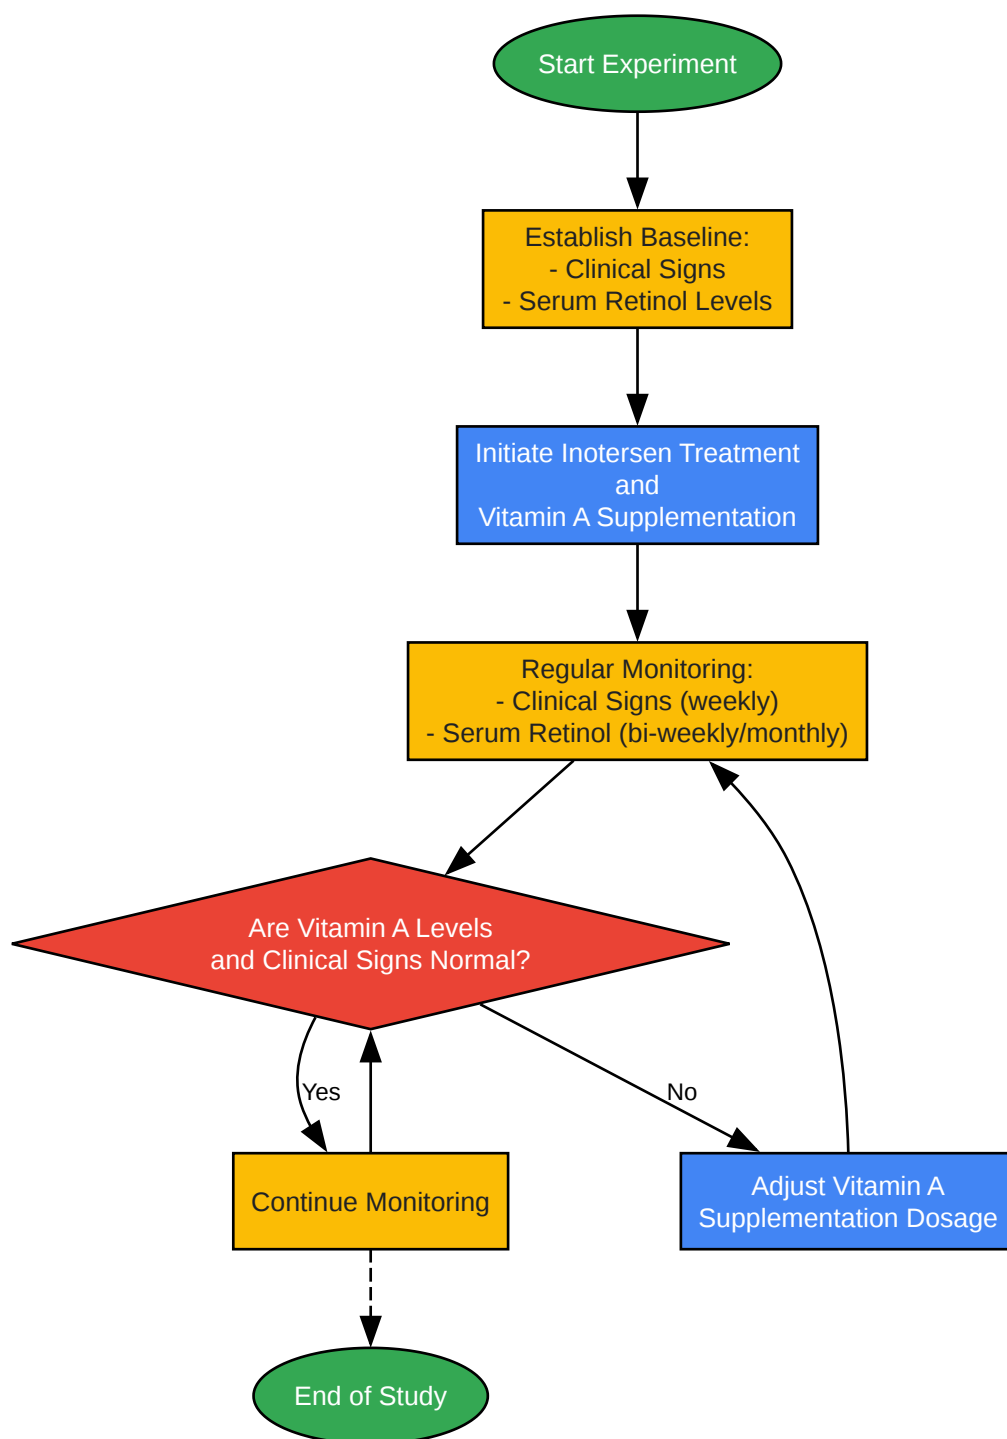 Start Experiment
Establish Baseline:
- Clinical Signs
- Serum Retinol Levels
Initiate Inotersen Treatment
and
Vitamin A Supplementation
Regular Monitoring:
- Clinical Signs (weekly)
- Serum Retinol (bi-weekly/monthly)
Are Vitamin A Levels
and Clinical Signs Normal?
Yes
No
Continue Monitoring
Adjust Vitamin A
Supplementation Dosage
End of Study